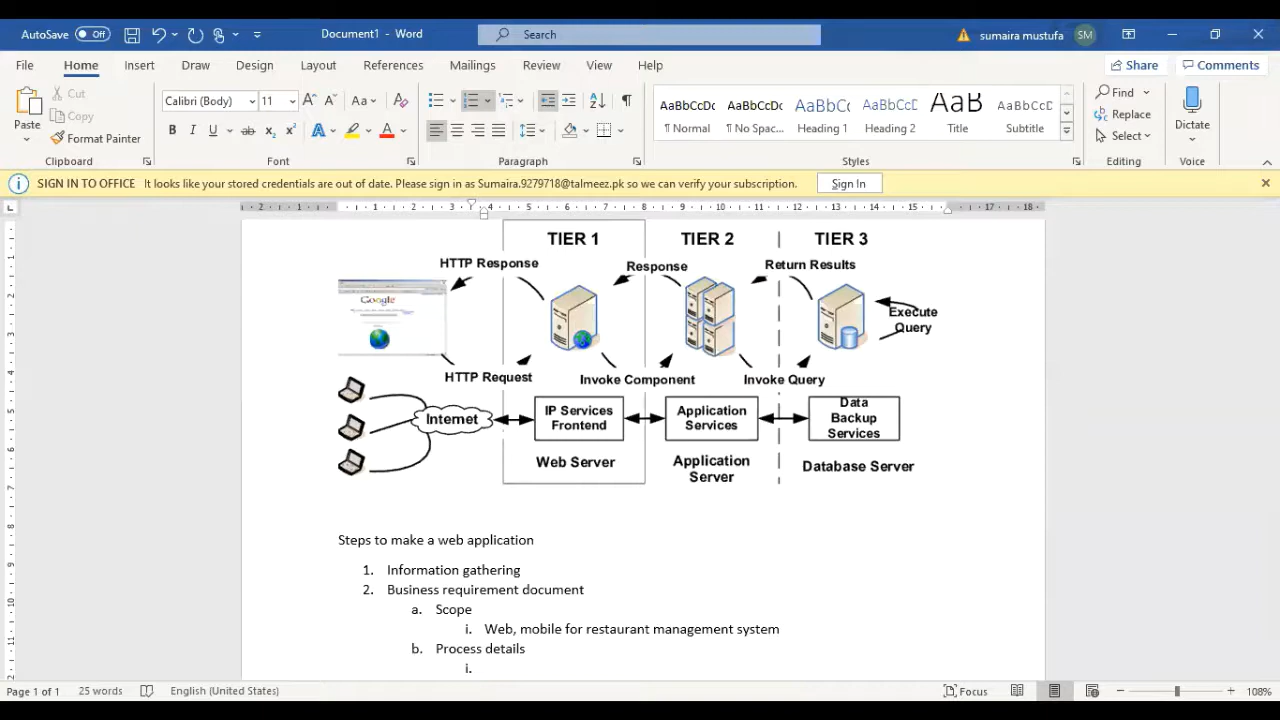 AutoSave Off Document1 - Word Search sumaira mustufa SM
File Home Insert Draw Design Layout References Mailings Review View Help Share Comments
Paste Cut Copy Format Painter Clipboard
Calibri (Body) 11 Font
Paragraph
AaBbCcDc AaBbCcDc AaBbCc AaBbCcD AaB AaBbCcD
¶ Normal ¶ No Spac... Heading 1 Heading 2 Title Subtitle
Styles
Find Replace Select Editing
Dictate Voice
SIGN IN TO OFFICE It looks like your stored credentials are out of date. Please sign in as Sumaira.9279718@talmeez.pk so we can verify your subscription. Sign In
TIER 1 TIER 2 TIER 3
HTTP Response Response Return Results
Google
Execute
Query
HTTP Request Invoke Component Invoke Query
Internet
IP Services
Frontend
Application
Services
Data
Backup
Services
Web Server
Application
Server
Database Server
Steps to make a web application
1. Information gathering
2. Business requirement document
a. Scope
i. Web, mobile for restaurant management system
b. Process details
i.
Page 1 of 1 25 words English (United States) Focus 108%